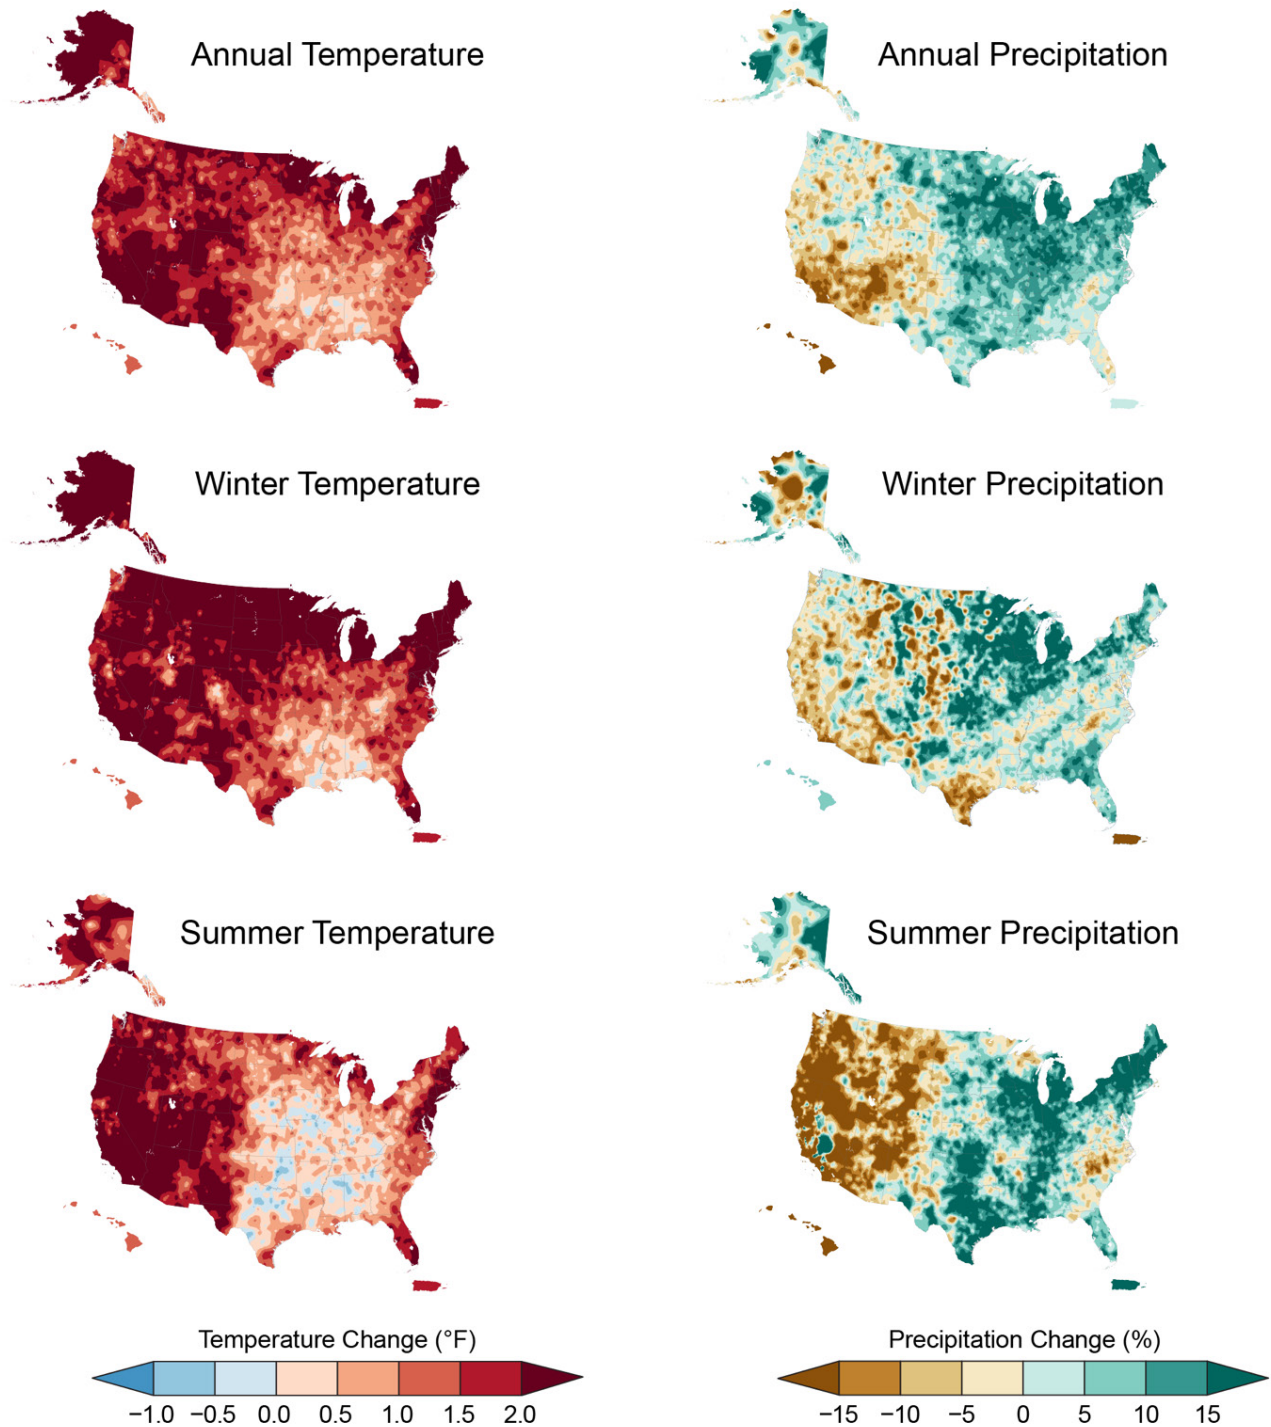 Annual Temperature
Annual Precipitation
Winter Temperature
Winter Precipitation
Summer Temperature
Summer Precipitation
Temperature Change (°F)
−1.0 −0.5 0.0 0.5 1.0 1.5 2.0
Precipitation Change (%)
−15 −10 −5 0 5 10 15